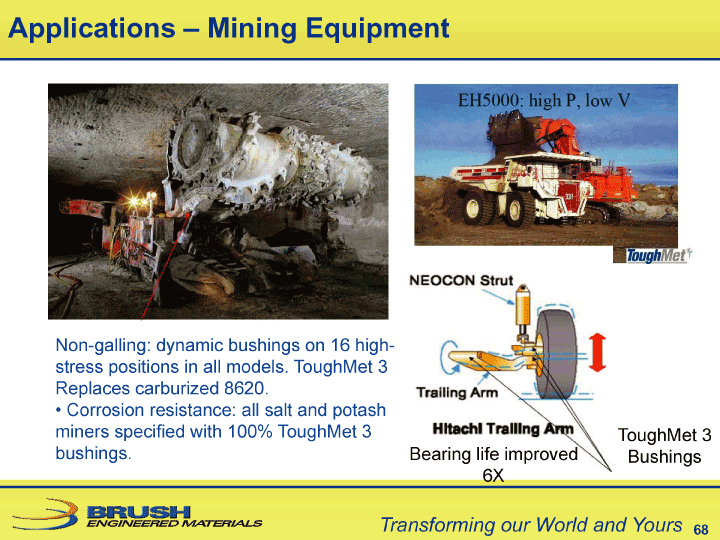 Applications – Mining Equipment
EH5000: high P, low V
331
ToughMet
NEOCON Strut
Trailing Arm
Hitachi Trailing Arm
Non-galling: dynamic bushings on 16 high-
stress positions in all models. ToughMet 3
Replaces carburized 8620.
• Corrosion resistance: all salt and potash
miners specified with 100% ToughMet 3
bushings.
Bearing life improved
6X
ToughMet 3
Bushings
BRUSH
ENGINEERED MATERIALS
Transforming our World and Yours 68